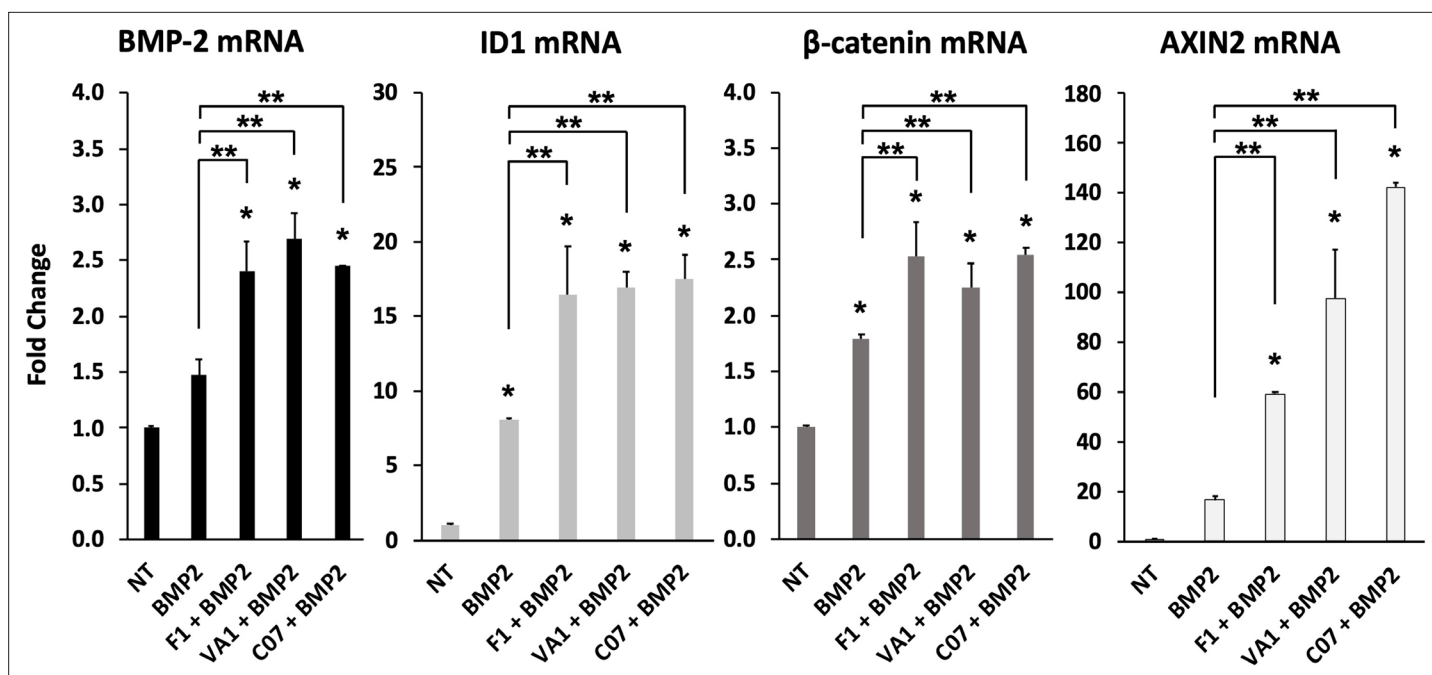 BMP-2 mRNA
ID1 mRNA
β-catenin mRNA
AXIN2 mRNA
Fold Change
4.0
3.5
3.0
2.5
2.0
1.5
1.0
0.5
0.0
**
**
**
*
*
*
NT
BMP2
F1 + BMP2
VA1 + BMP2
C07 + BMP2
30
25
20
15
10
5
0
**
**
**
*
*
*
*
NT
BMP2
F1 + BMP2
VA1 + BMP2
C07 + BMP2
4.0
3.5
3.0
2.5
2.0
1.5
1.0
0.5
0.0
**
**
**
*
*
*
*
NT
BMP2
F1 + BMP2
VA1 + BMP2
C07 + BMP2
180
160
140
120
100
80
60
40
20
0
**
**
**
*
*
*
NT
BMP2
F1 + BMP2
VA1 + BMP2
C07 + BMP2